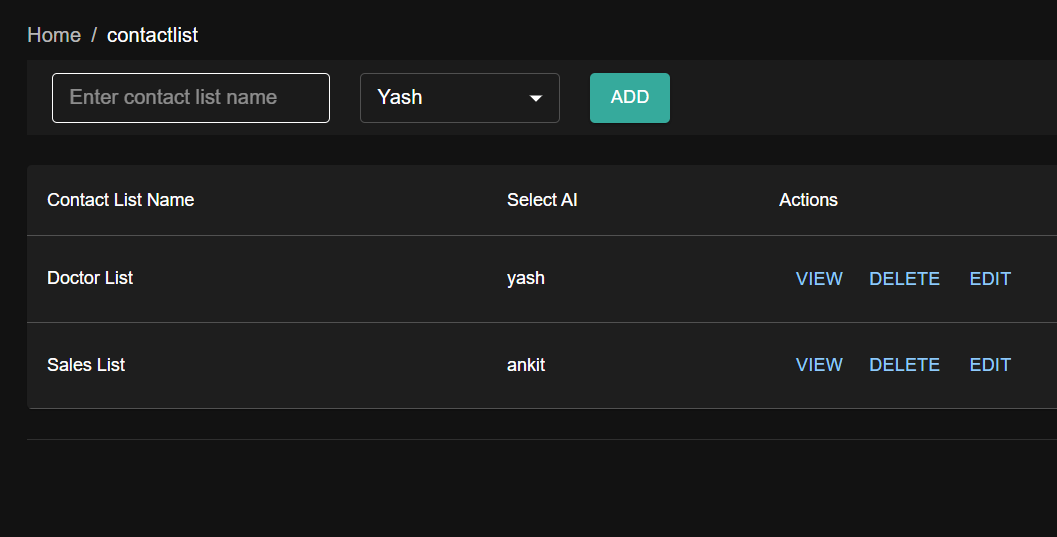 Home / contactlist
Enter contact list name Yash ADD
Contact List Name Select AI Actions
Doctor List yash VIEW DELETE EDIT
Sales List ankit VIEW DELETE EDIT